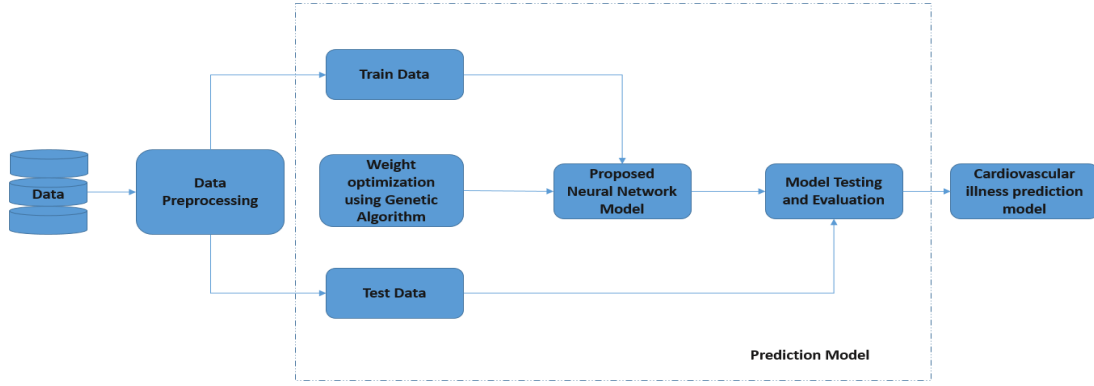 Data
Data
Preprocessing
Train Data
Weight
optimization
using Genetic
Algorithm
Test Data
Proposed
Neural Network
Model
Model Testing
and Evaluation
Cardiovascular
illness prediction
model
Prediction Model